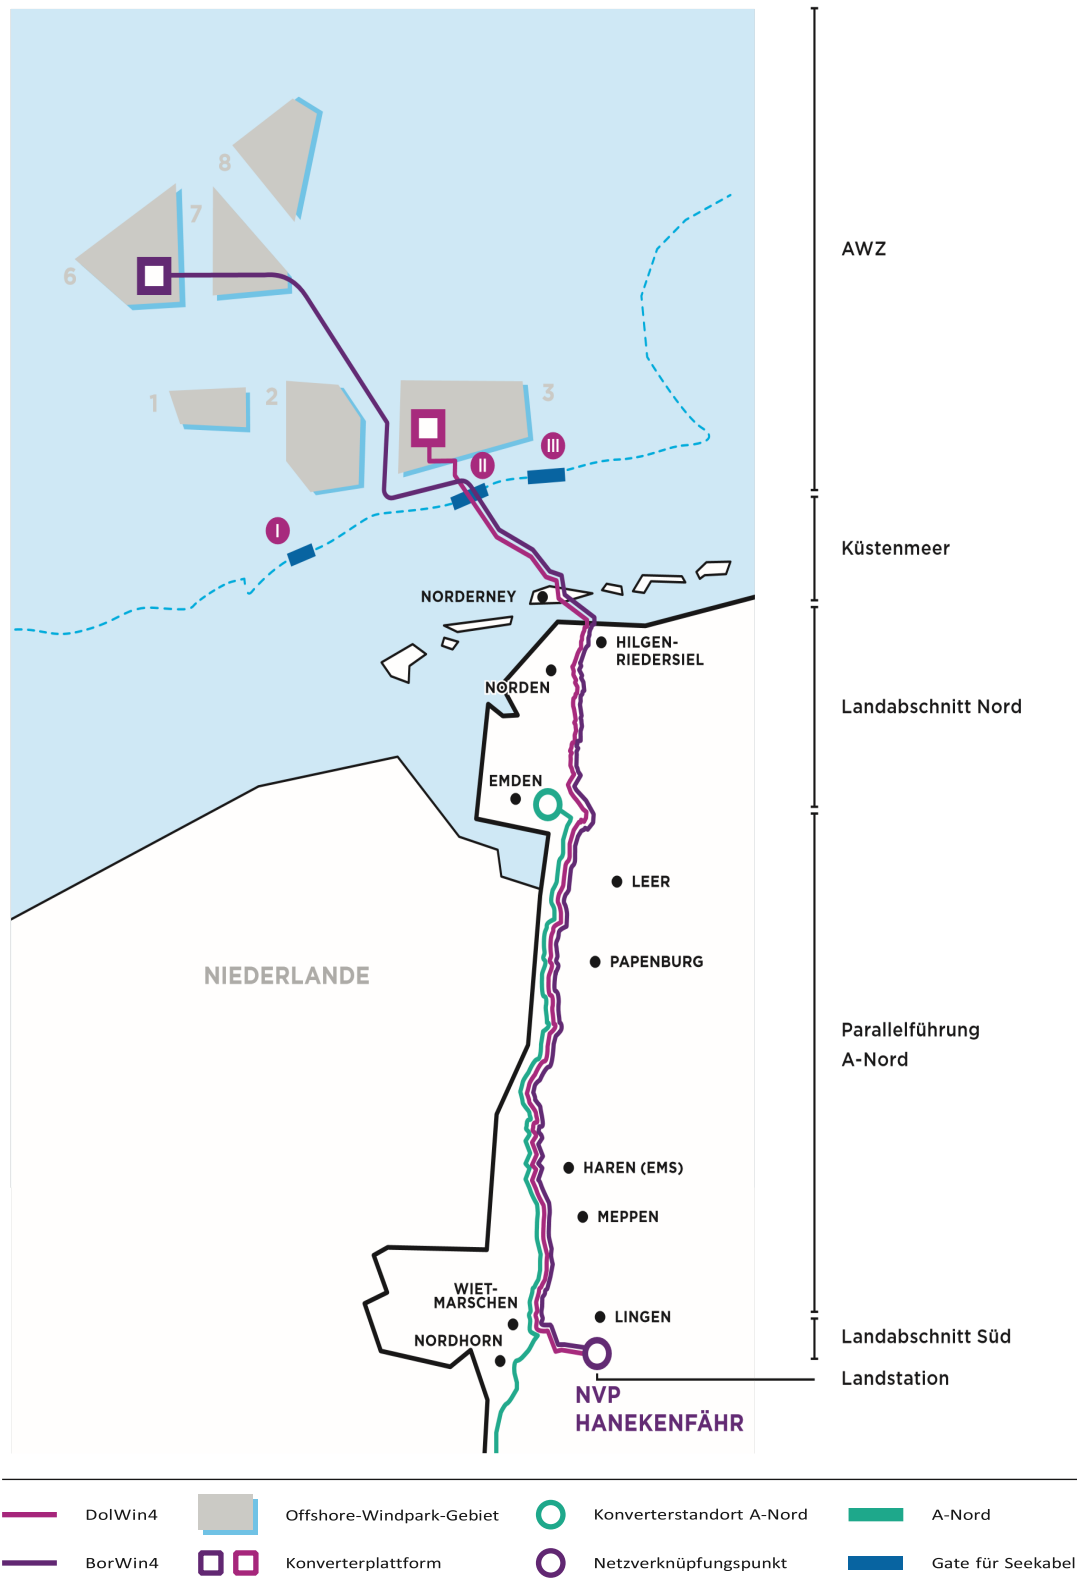 8
7
6
AWZ
1
2
3
III
II
I
Küstenmeer
NORDERNEY
HILGEN-
RIEDERSIEL
NORDEN
Landabschnitt Nord
EMDEN
LEER
PAPENBURG
NIEDERLANDE
Parallelführung
A-Nord
HAREN (EMS)
MEPPEN
WIET-
MARSCHEN
LINGEN
NORDHORN
Landabschnitt Süd
Landstation
NVP
HANEKENFÄHR
DolWin4
Offshore-Windpark-Gebiet
Konverterstandort A-Nord
A-Nord
BorWin4
Konverterplattform
Netzverknüpfungspunkt
Gate für Seekabel